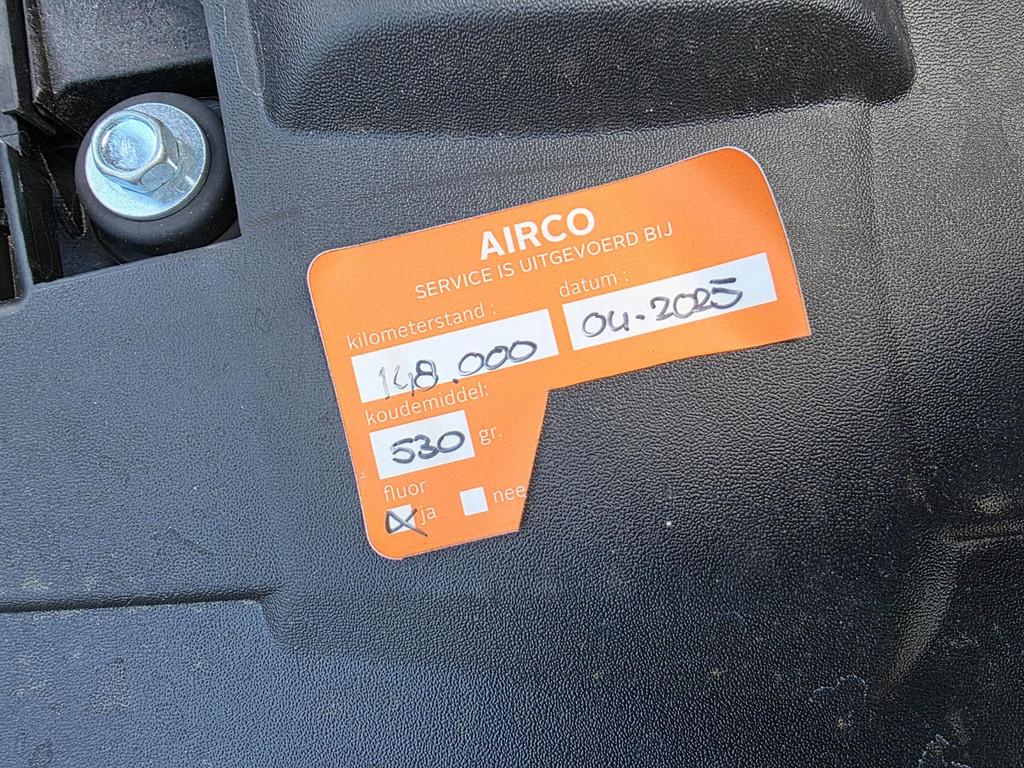 AIRCO
SERVICE IS UITGEVOERD BIJ
kilometerstand : datum :
148.000 04-2025
koudemiddel:
530 gr.
fluor
ja nee